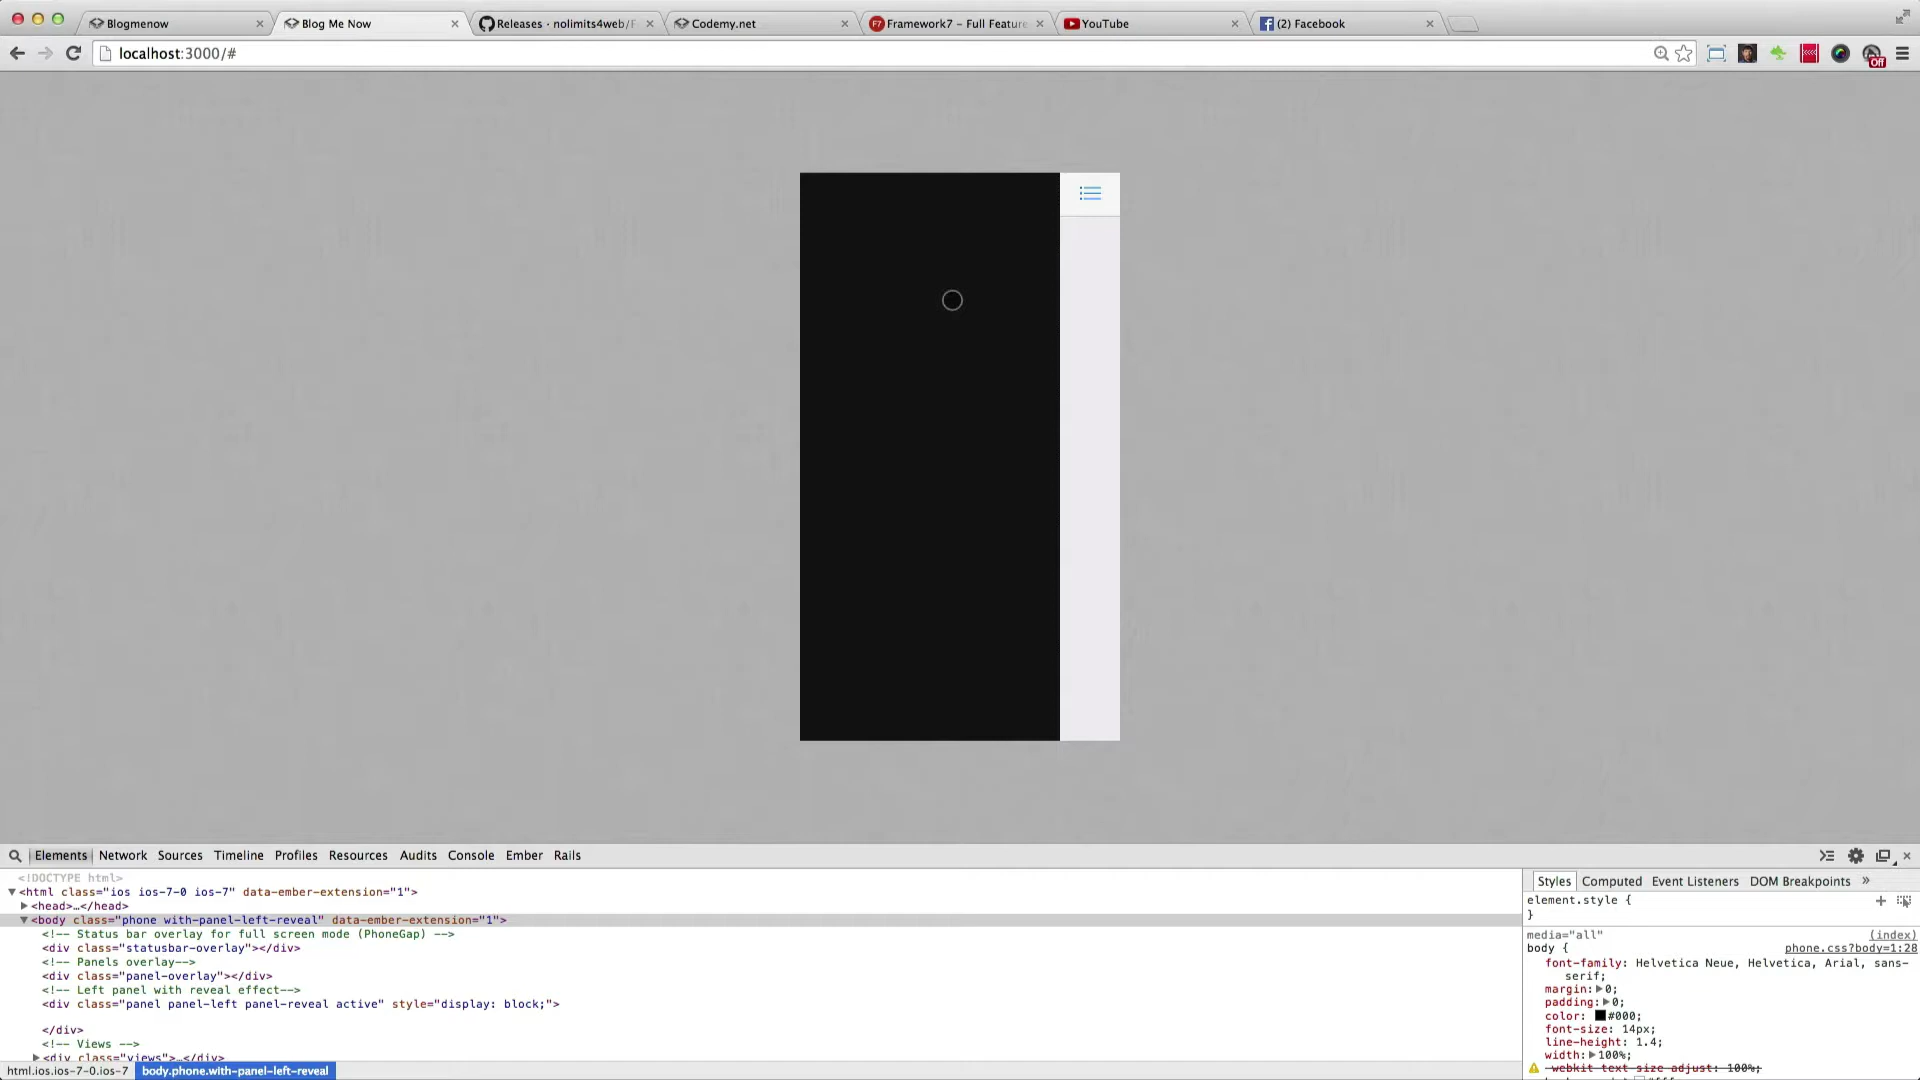 Blogmenow
Blog Me Now
Releases · nolimits4web/F
Codemy.net
F7 Framework7 – Full Feature
YouTube
(2) Facebook
localhost:3000/#
Off
Elements Network Sources Timeline Profiles Resources Audits Console Ember Rails
<!DOCTYPE html>
<html class="ios ios-7-0 ios-7" data-ember-extension="1">
<head>…</head>
<body class="phone with-panel-left-reveal" data-ember-extension="1">
<!-- Status bar overlay for full screen mode (PhoneGap) -->
<div class="statusbar-overlay"></div>
<!-- Panels overlay-->
<div class="panel-overlay"></div>
<!-- Left panel with reveal effect-->
<div class="panel panel-left panel-reveal active" style="display: block;">
</div>
<!-- Views -->
<div class="views">…</div>
html.ios.ios-7-0.ios-7 body.phone.with-panel-left-reveal
Styles Computed Event Listeners DOM Breakpoints »
element.style {
}
media="all" (index)
body { phone.css?body=1:28
font-family: Helvetica Neue, Helvetica, Arial, sans-
serif;
margin: 0;
padding: 0;
color: #000;
font-size: 14px;
line-height: 1.4;
width: 100%;
-webkit-text-size-adjust: 100%;